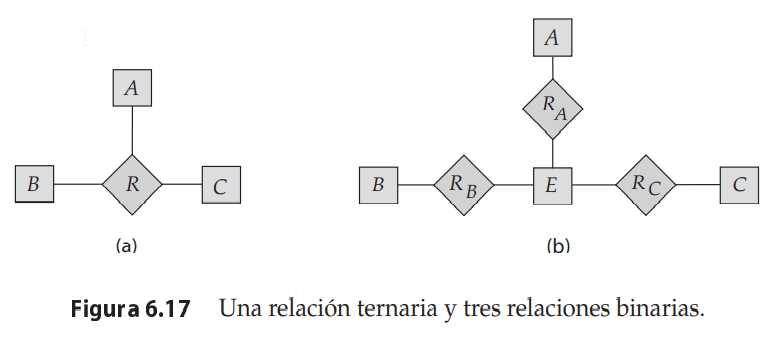 A
B
R
C
(a)
A
R_A
B
R_B
E
R_C
C
(b)
Figura 6.17 Una relación ternaria y tres relaciones binarias.